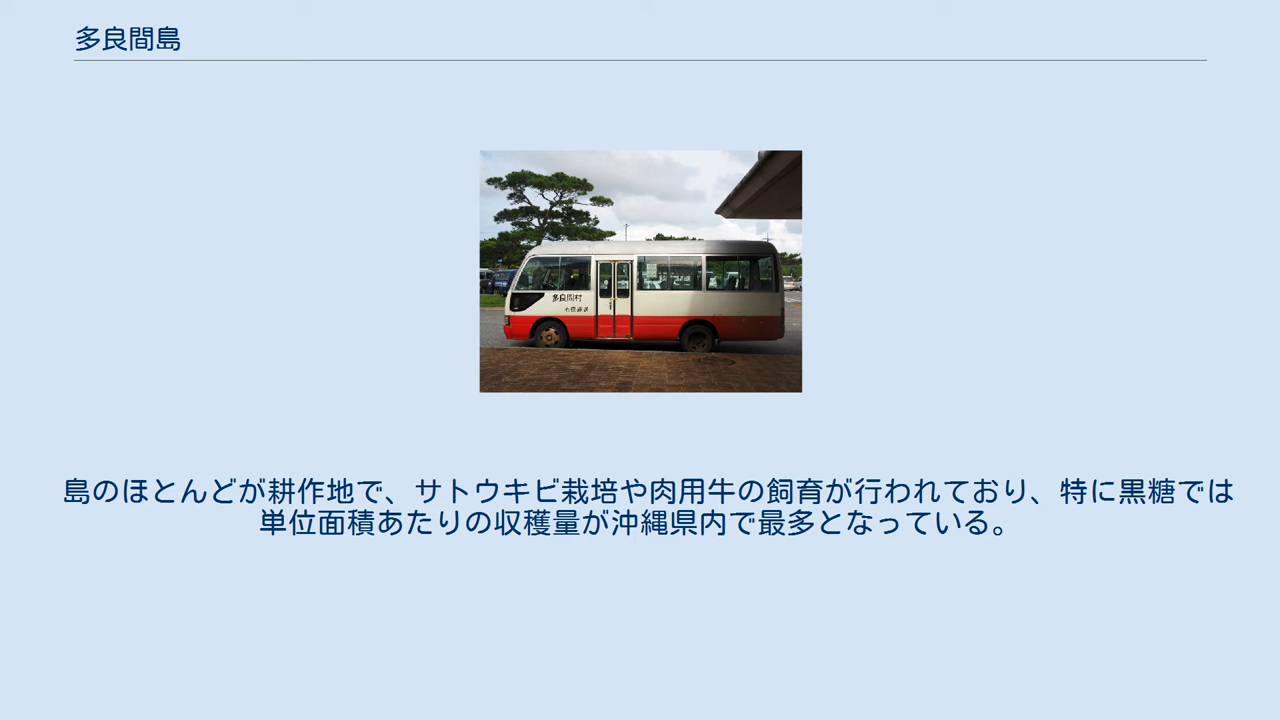 多良間島
多良間村
島のほとんどが耕作地で、サトウキビ栽培や肉用牛の飼育が行われており、特に黒糖では
単位面積あたりの収穫量が沖縄県内で最多となっている。